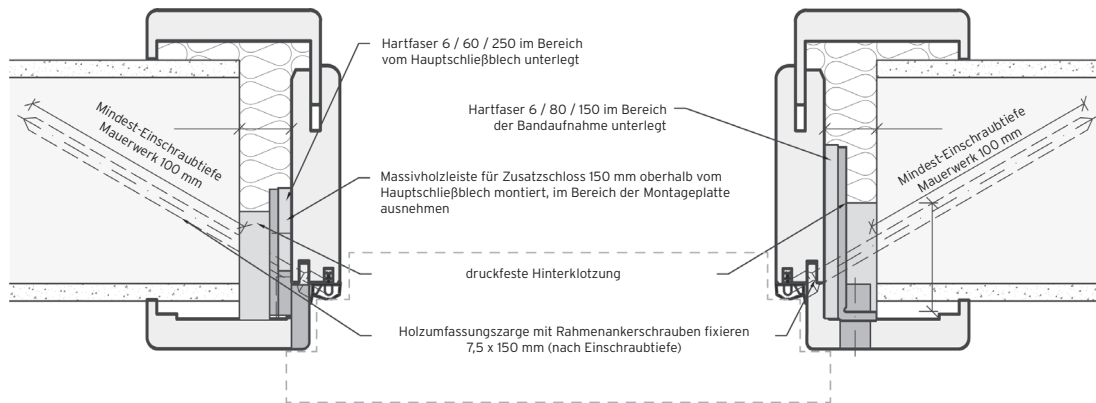 Hartfaser 6 / 60 / 250 im Bereich
vom Hauptschließblech unterlegt
Hartfaser 6 / 80 / 150 im Bereich
der Bandaufnahme unterlegt
Mindest-Einschraubtiefe
Mauerwerk 100 mm
Mindest-Einschraubtiefe
Mauerwerk 100 mm
Massivholzleiste für Zusatzschloss 150 mm oberhalb vom
Hauptschließblech montiert, im Bereich der Montageplatte
ausnehmen
druckfeste Hinterklotzung
Holzumfassungszarge mit Rahmenankerschrauben fixieren
7,5 x 150 mm (nach Einschraubtiefe)